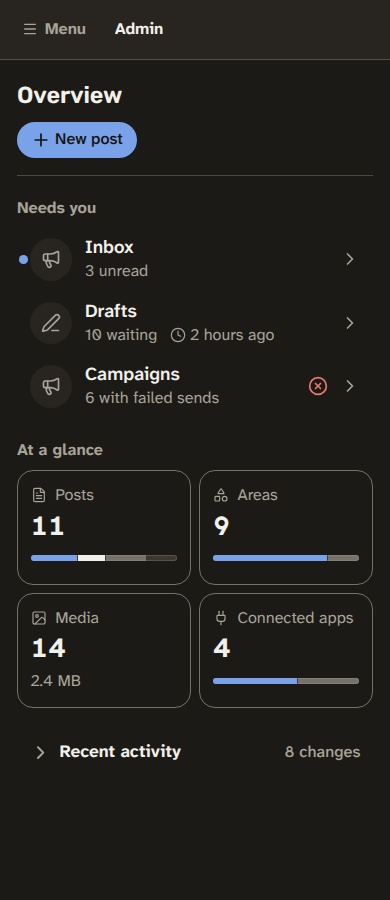 Menu Admin
Overview
New post
Needs you
Inbox
3 unread
Drafts
10 waiting 2 hours ago
Campaigns
6 with failed sends
At a glance
Posts
11
Areas
9
Media
14
2.4 MB
Connected apps
4
Recent activity 8 changes